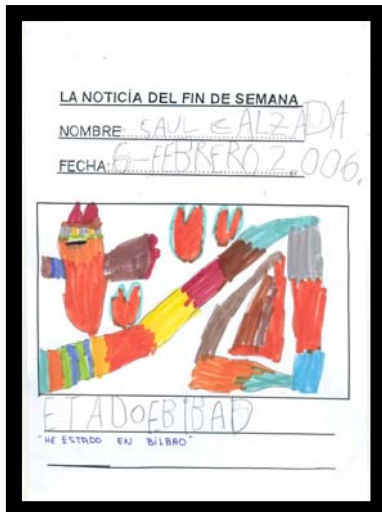 LA NOTICÍA DEL FIN DE SEMANA
NOMBRE: SAUL CALZADA
FECHA: 6-FEBRERO 2.006.
ETADOEBIBAD
"HE ESTADO EN BILBAO"